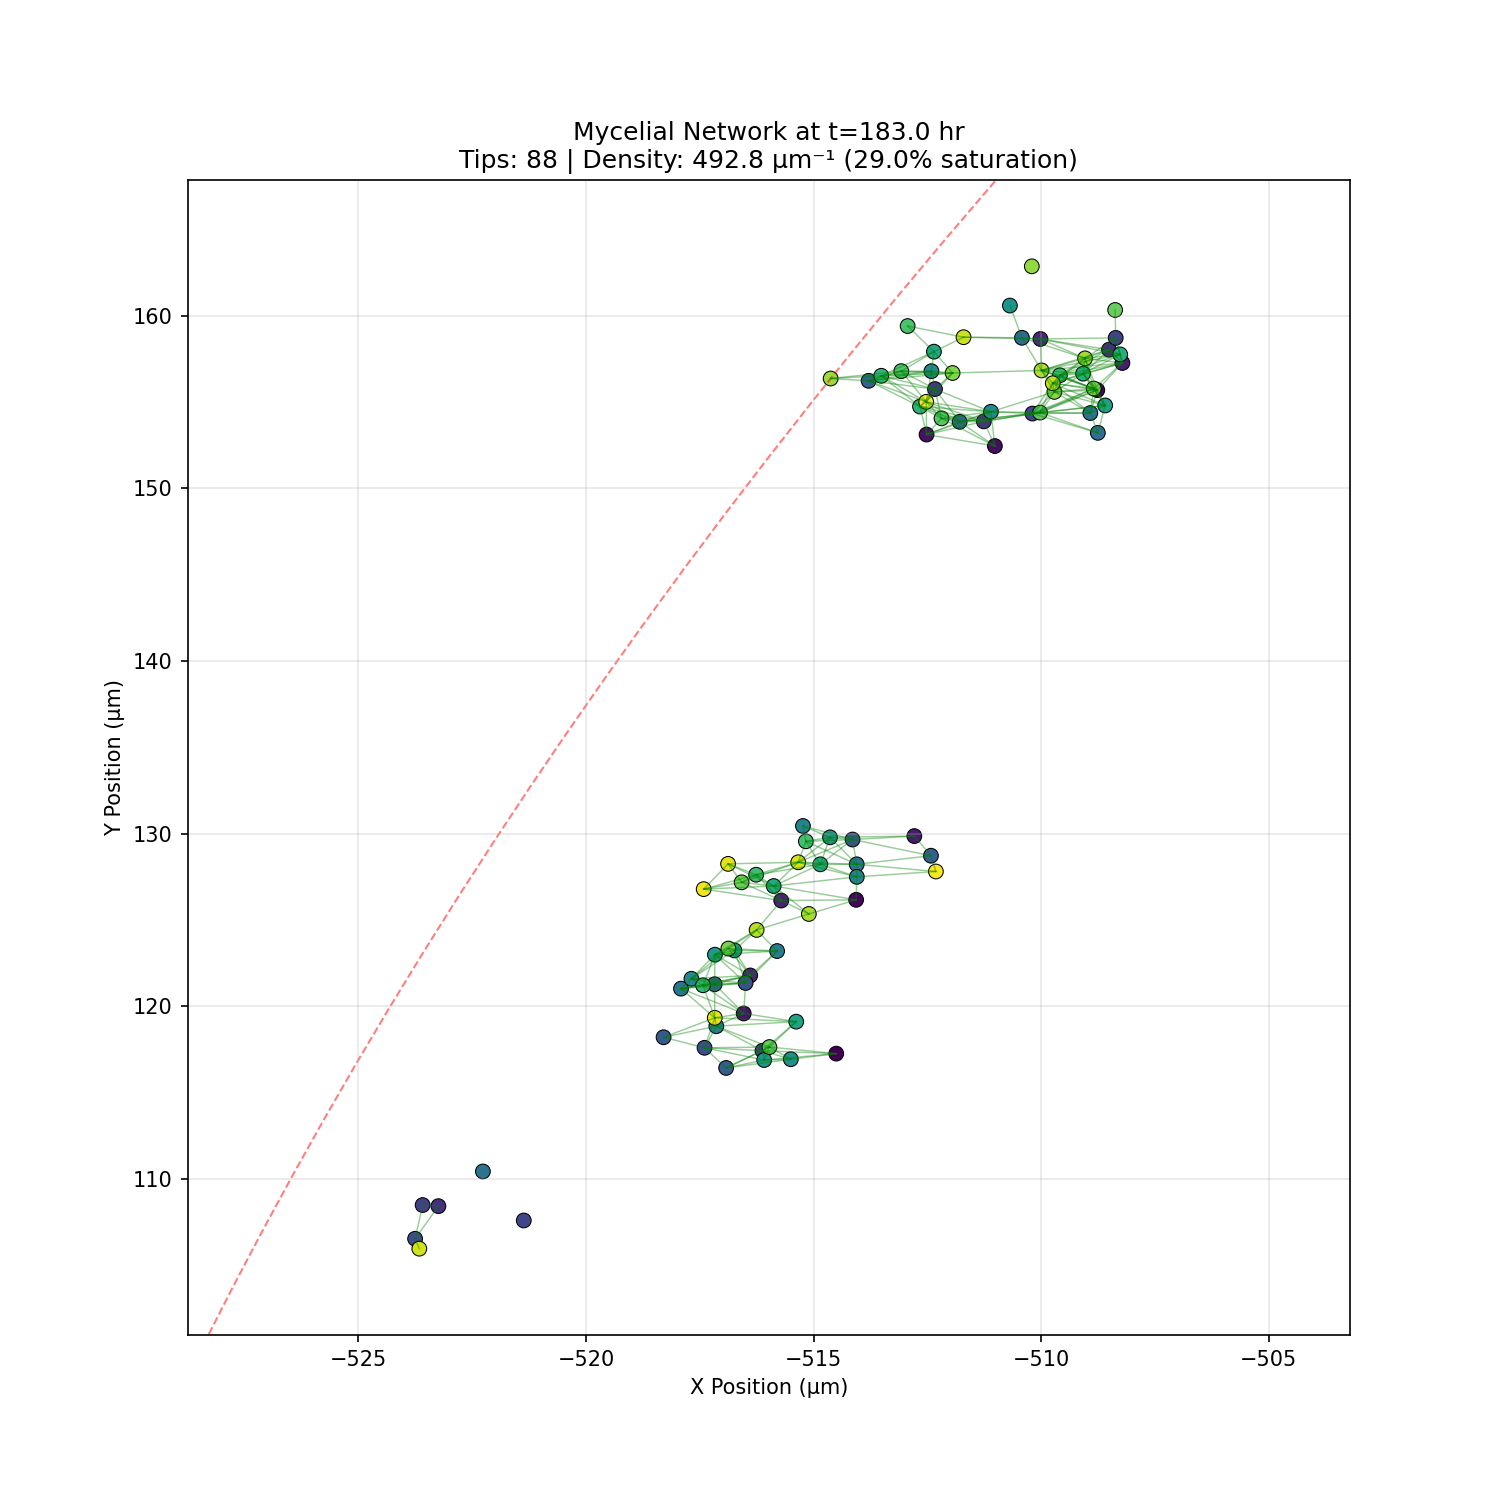 Mycelial Network at t=183.0 hr
Tips: 88 | Density: 492.8 μm⁻¹ (29.0% saturation)
160
150
140
130
120
110
Y Position (μm)
−525
−520
−515
−510
−505
X Position (μm)